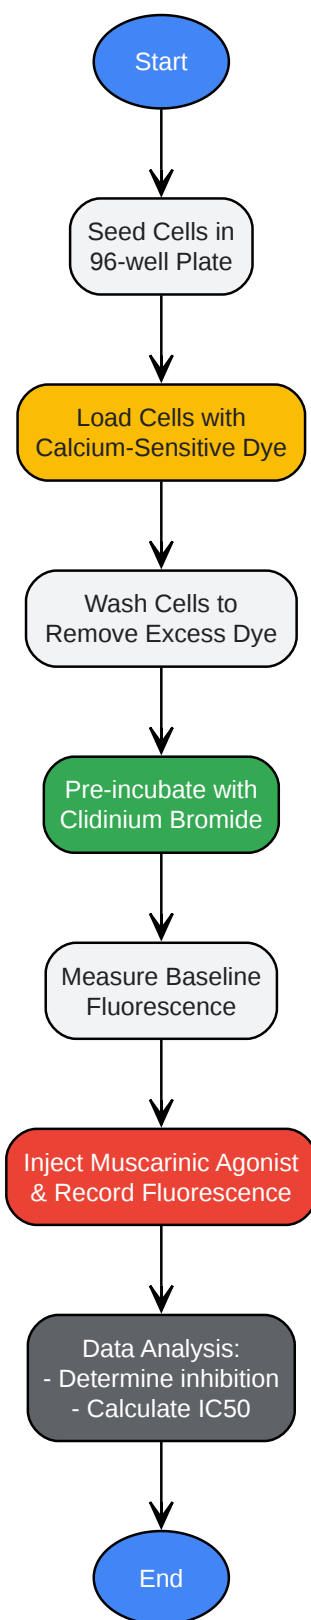 Start
Seed Cells in
96-well Plate
Load Cells with
Calcium-Sensitive Dye
Wash Cells to
Remove Excess Dye
Pre-incubate with
Clidinium Bromide
Measure Baseline
Fluorescence
Inject Muscarinic Agonist
& Record Fluorescence
Data Analysis:
- Determine inhibition
- Calculate IC50
End